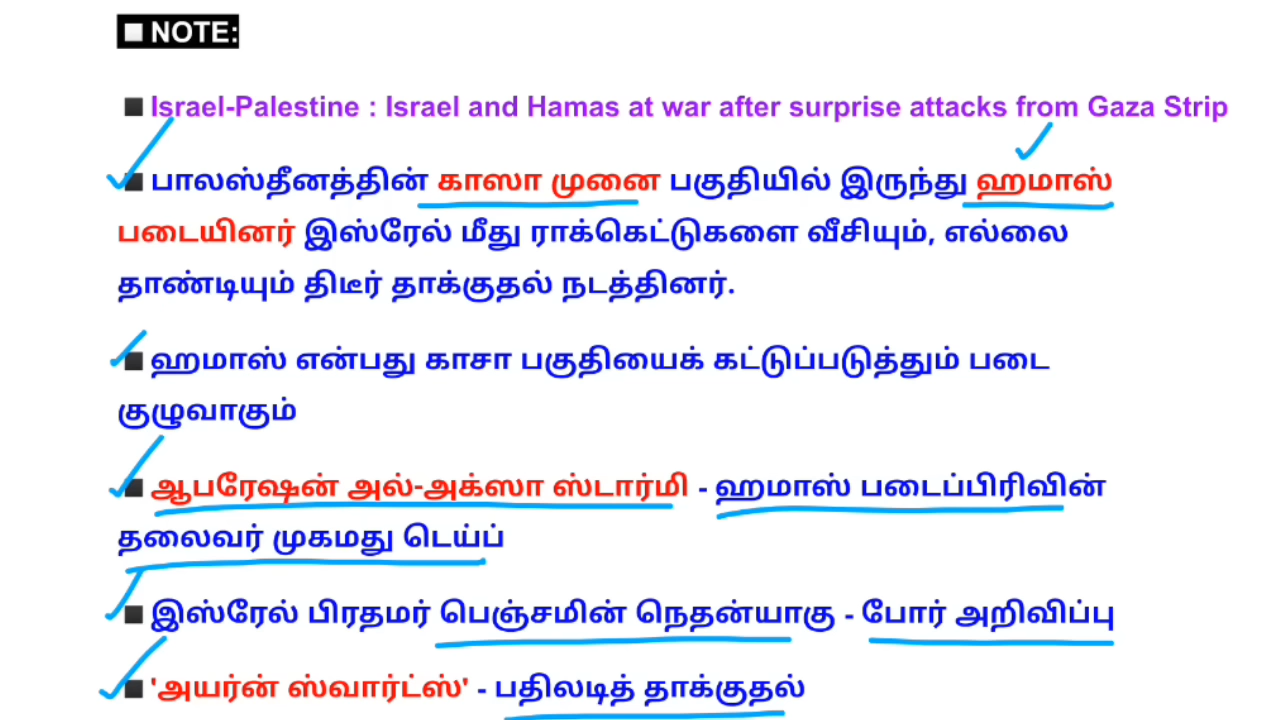 NOTE:
Israel-Palestine : Israel and Hamas at war after surprise attacks from Gaza Strip
பாலஸ்தீனத்தின் காஸா முனை பகுதியில் இருந்து ஹமாஸ்
படையினர் இஸ்ரேல் மீது ராக்கெட்டுகளை வீசியும், எல்லை
தாண்டியும் திடீர் தாக்குதல் நடத்தினர்.
ஹமாஸ் என்பது காசா பகுதியைக் கட்டுப்படுத்தும் படை
குழுவாகும்
ஆபரேஷன் அல்-அக்ஸா ஸ்டார்மி - ஹமாஸ் படைப்பிரிவின்
தலைவர் முகமது டெய்ப்
இஸ்ரேல் பிரதமர் பெஞ்சமின் நெதன்யாகு - போர் அறிவிப்பு
'அயர்ன் ஸ்வார்ட்ஸ்' - பதிலடித் தாக்குதல்